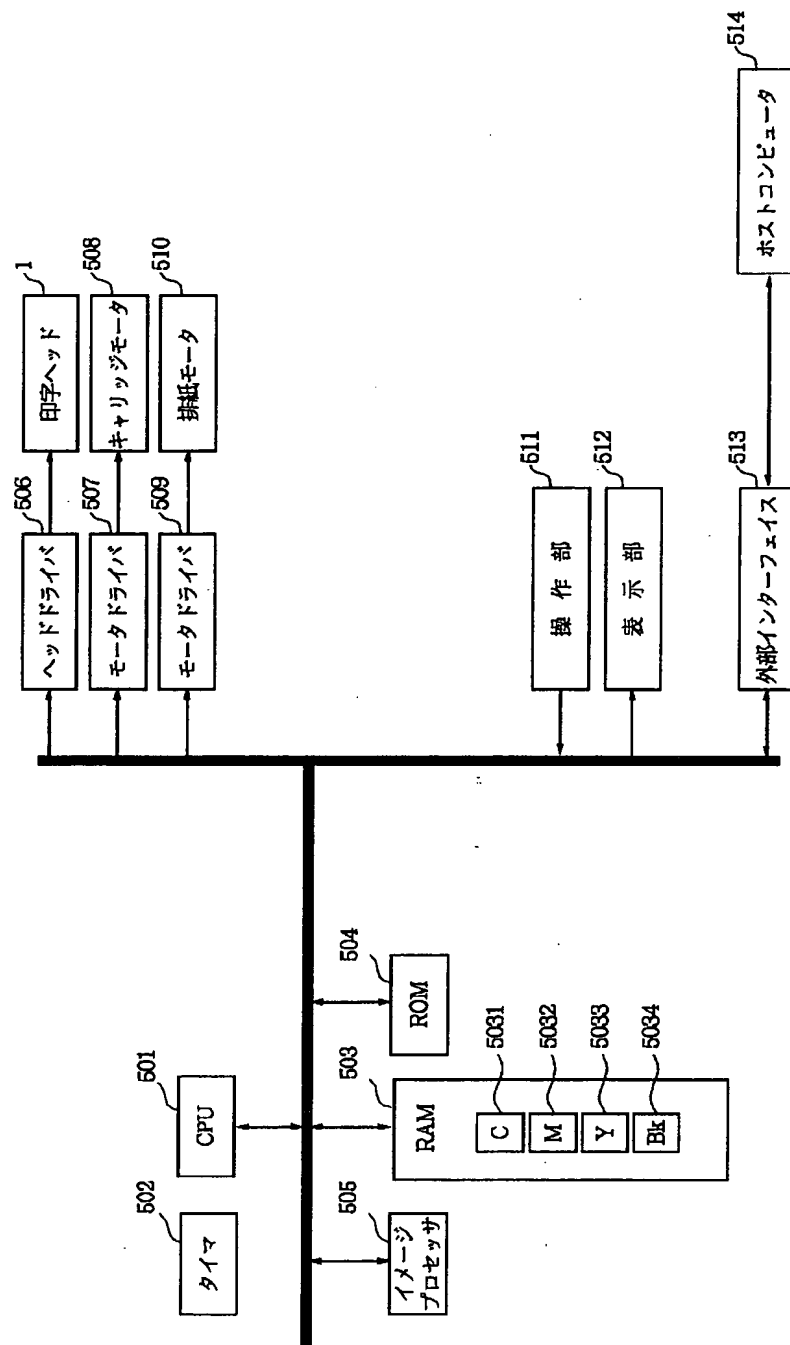 502
タイマ
501
CPU
505
イメージ
プロセッサ
503
RAM
C
5031
M
5032
Y
5033
Bk
5034
504
ROM
506
ヘッドドライバ
1
印字ヘッド
507
モータドライバ
508
キャリッジモータ
509
モータドライバ
510
排紙モータ
511
操作部
512
表示部
513
外部インターフェイス
514
ホストコンピュータ